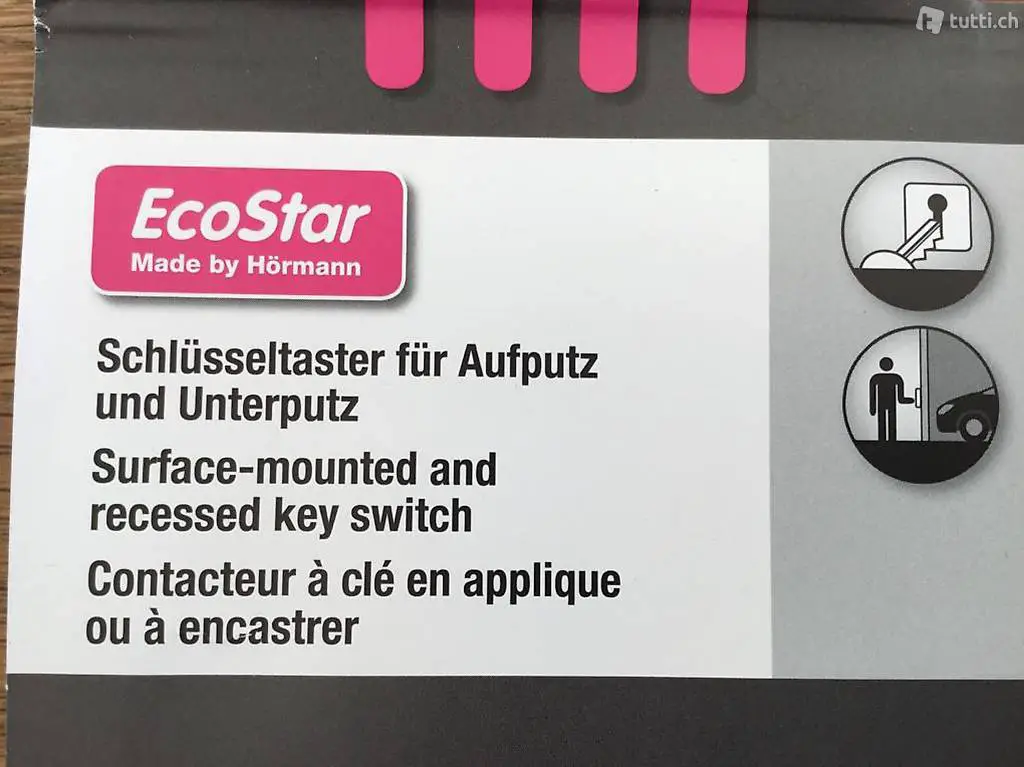 tutti.ch
EcoStar
Made by Hörmann
Schlüsseltaster für Aufputz
und Unterputz
Surface-mounted and
recessed key switch
Contacteur à clé en applique
ou à encastrer